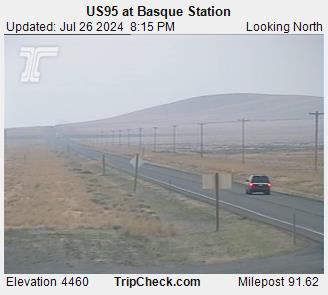 US95 at Basque Station
Updated: Jul 26 2024 8:15 PM Looking North
Elevation 4460 TripCheck.com Milepost 91.62